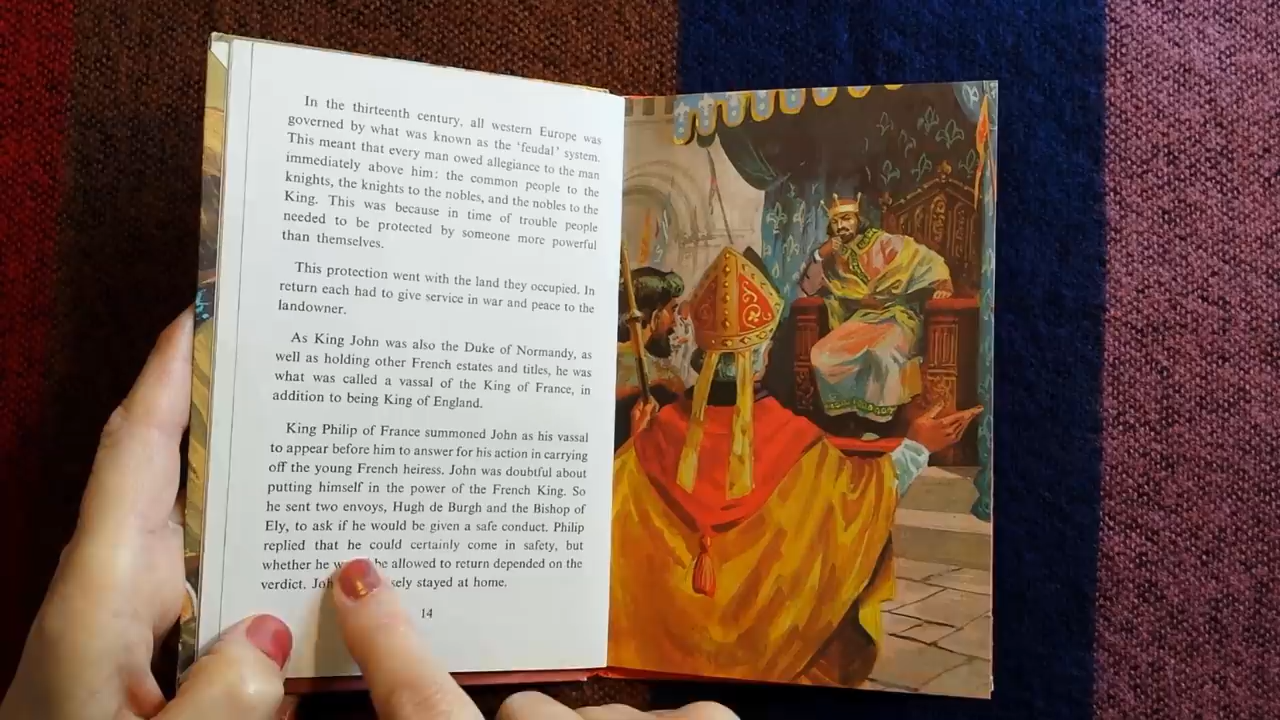 In the thirteenth century, all western Europe was
governed by what was known as the 'feudal' system.
This meant that every man owed allegiance to the man
immediately above him: the common people to the
knights, the knights to the nobles, and the nobles to the
King. This was because in time of trouble people
needed to be protected by someone more powerful
than themselves.
This protection went with the land they occupied. In
return each had to give service in war and peace to the
landowner.
As King John was also the Duke of Normandy, as
well as holding other French estates and titles, he was
what was called a vassal of the King of France, in
addition to being King of England.
King Philip of France summoned John as his vassal
to appear before him to answer for his action in carrying
off the young French heiress. John was doubtful about
putting himself in the power of the French King. So
he sent two envoys, Hugh de Burgh and the Bishop of
Ely, to ask if he would be given a safe conduct. Philip
replied that he could certainly come in safety, but
whether he be allowed to return depended on the
verdict. stayed at home.
14